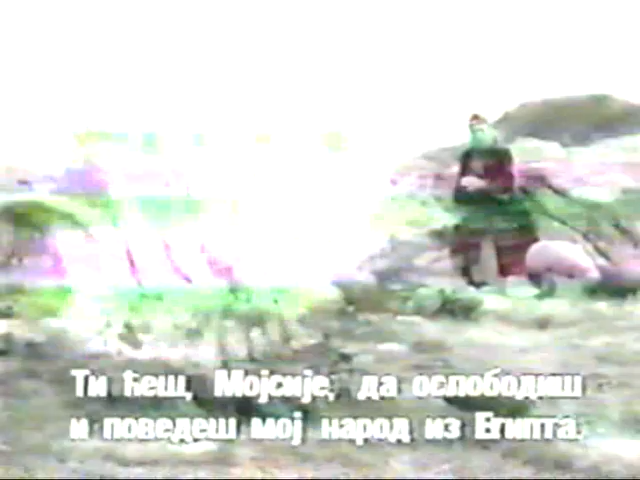 Ти ћеш, Мојсије, да ослободиш
и поведеш мој народ из Египта.